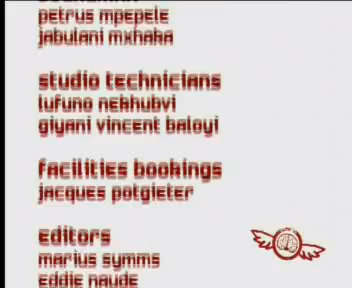 petrus mpepele
jabulani mxhaka
studio technicians
lufuno nekhubvi
giyani vincent baloyi
facilities bookings
jacques potgieter
editors
marius symms
eddie naude